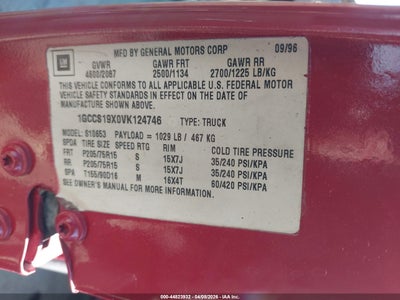 GM
MFD BY GENERAL MOTORS CORP 09/96
GVWR GAWR FRT GAWR RR
4600/2087 2500/1134 2700/1225 LB/KG
THIS VEHICLE CONFORMS TO ALL APPLICABLE U.S. FEDERAL MOTOR
VEHICLE SAFETY STANDARDS IN EFFECT ON THE DATE OF
MANUFACTURE SHOWN ABOVE.
1GCCS19X0VK124746 TYPE: TRUCK
MODEL: S10653 PAYLOAD = 1029 LB / 467 KG
SPDA TIRE SIZE SPEED RTG RIM COLD TIRE PRESSURE
FRT P205/75R15 S 15X7J 35/240 PSI/KPA
RR P205/75R15 S 15X7J 35/240 PSI/KPA
SPA T155/90D16 M 16X4T 60/420 PSI/KPA
SEE OWNER'S MANUAL FOR MORE INFORMATION.
000-44823932 - 04/09/2026 - iaai.com